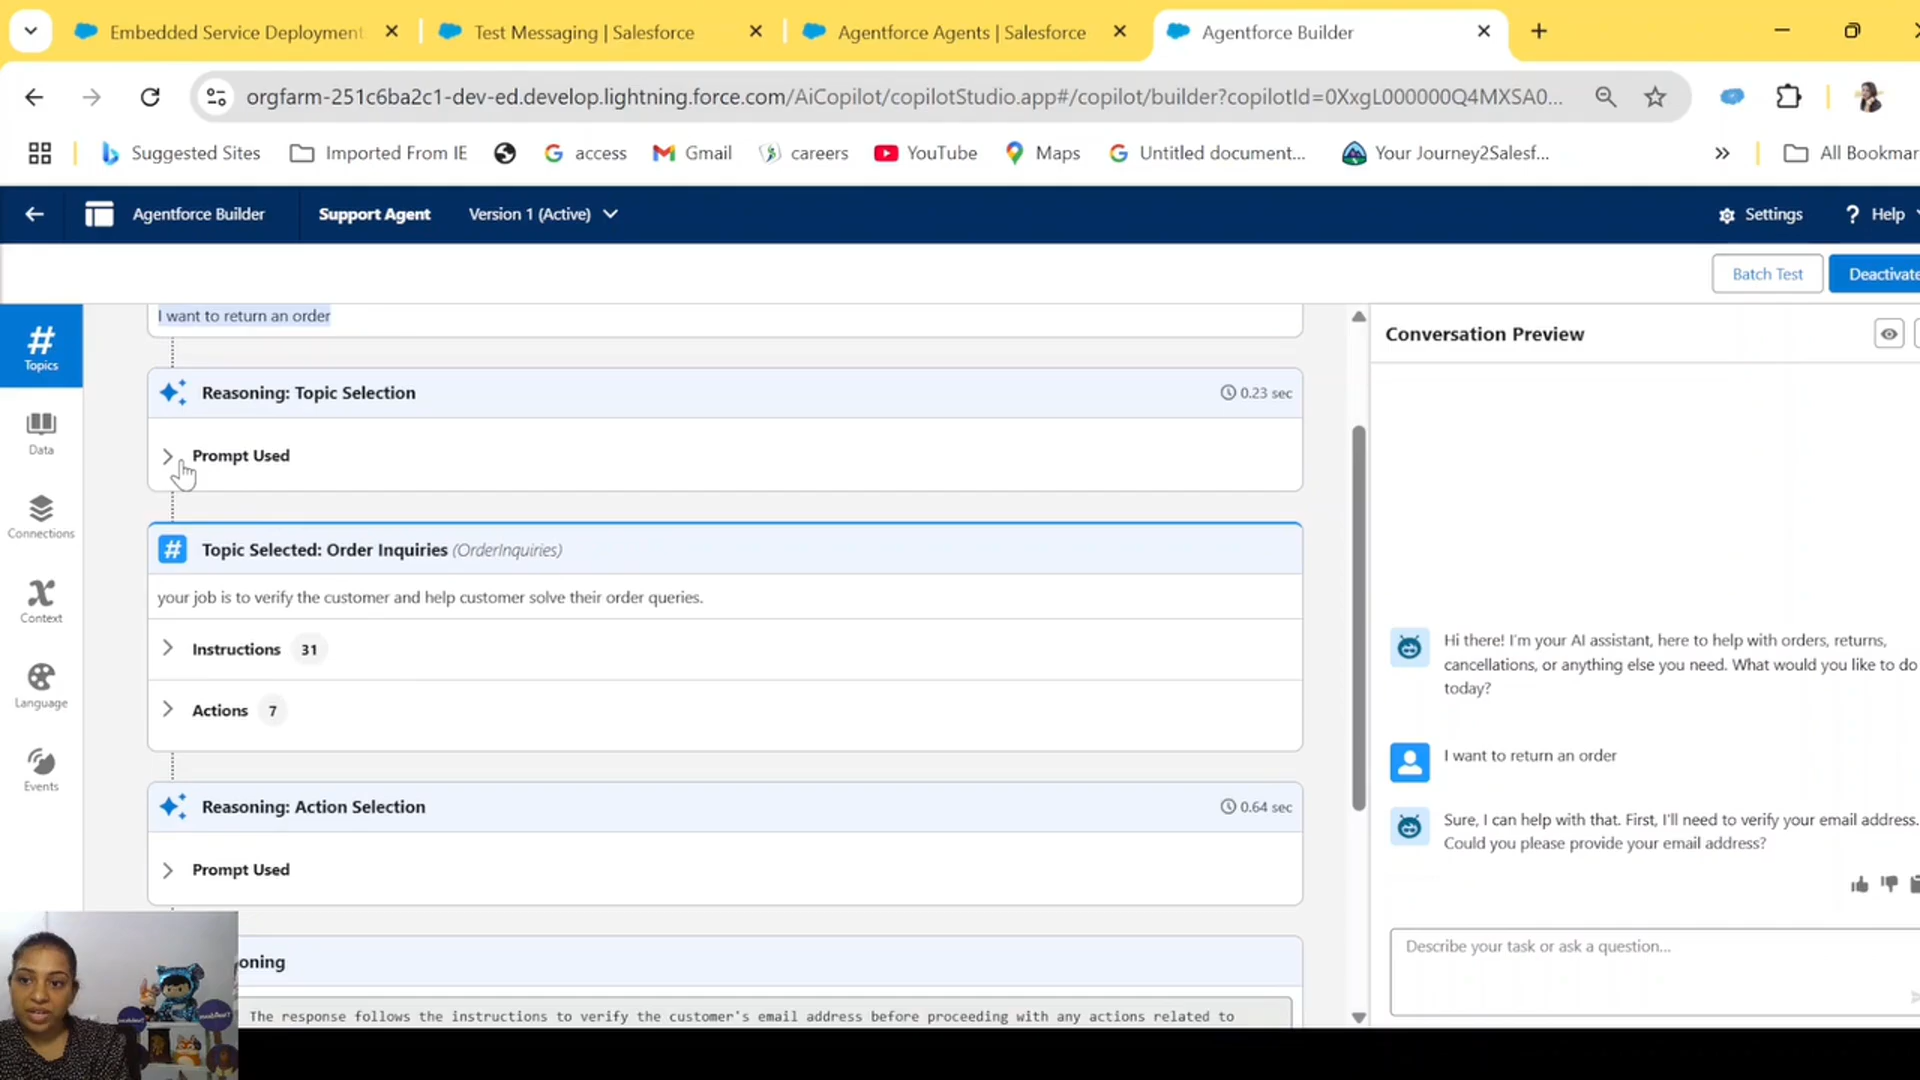 Embedded Service Deployment
Test Messaging | Salesforce
Agentforce Agents | Salesforce
Agentforce Builder
orgfarm-251c6ba2c1-dev-ed.develop.lightning.force.com/AiCopilot/copilotStudio.app#/copilot/builder?copilotId=0XxgL000000Q4MXSA0...
Suggested Sites
Imported From IE
access
Gmail
careers
YouTube
Maps
Untitled document...
Your Journey2Salesf...
All Bookmar
Agentforce Builder
Support Agent
Version 1 (Active)
Settings
Help
Batch Test
Deactivate
Topics
Data
Connections
Context
Language
Events
I want to return an order
Reasoning: Topic Selection
0.23 sec
Prompt Used
Topic Selected: Order Inquiries (OrderInquiries)
your job is to verify the customer and help customer solve their order queries.
Instructions 31
Actions 7
Reasoning: Action Selection
0.64 sec
Prompt Used
oning
The response follows the instructions to verify the customer's email address before proceeding with any actions related to
Conversation Preview
Hi there! I'm your AI assistant, here to help with orders, returns,
cancellations, or anything else you need. What would you like to do
today?
I want to return an order
Sure, I can help with that. First, I'll need to verify your email address.
Could you please provide your email address?
Describe your task or ask a question...